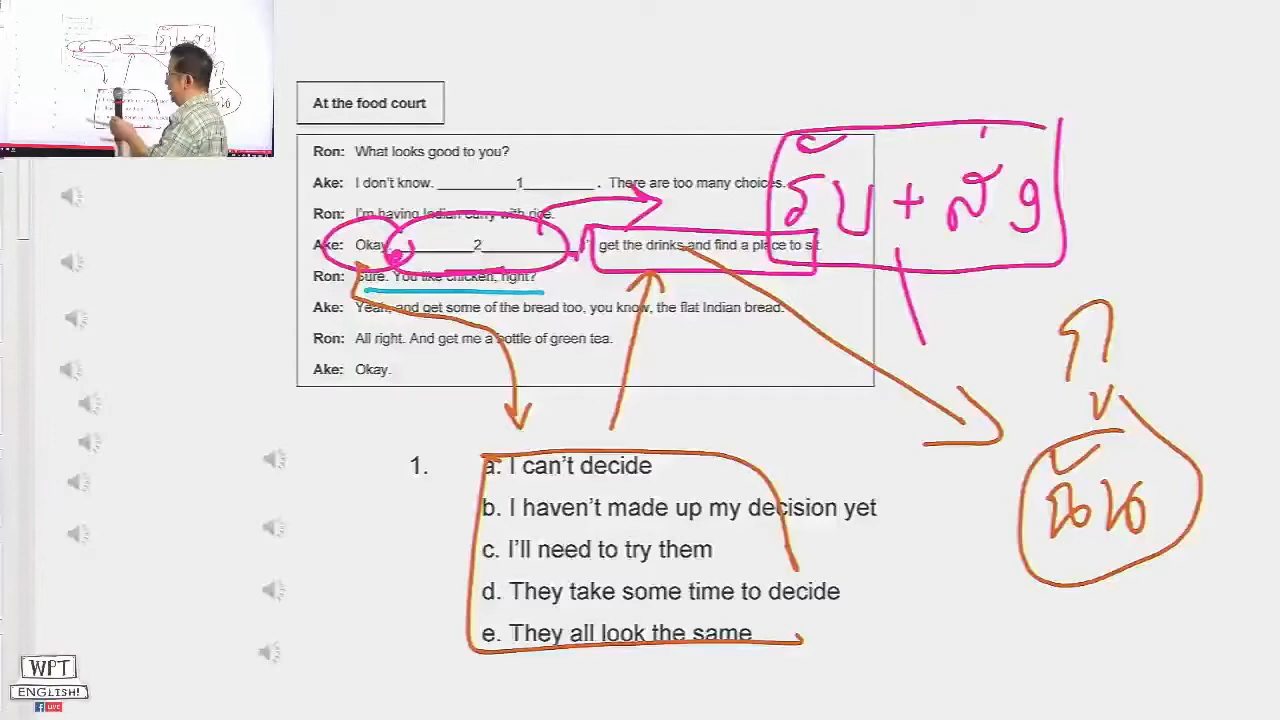 At the food court
Ron: What looks good to you?
Ake: I don't know. __________1________ . There are too many choices.
Ron: I'm having Indian curry with rice.
Ake: Okay, __________2__________ I'll get the drinks and find a place to sit.
Ron: Sure. You like chicken, right?
Ake: Yeah, and get some of the bread too, you know, the flat Indian bread.
Ron: All right. And get me a bottle of green tea.
Ake: Okay.
รับ + ส่ง
1. a. I can't decide
b. I haven't made up my decision yet
c. I'll need to try them
d. They take some time to decide
e. They all look the same
WPT
ENGLISH!
LIVE